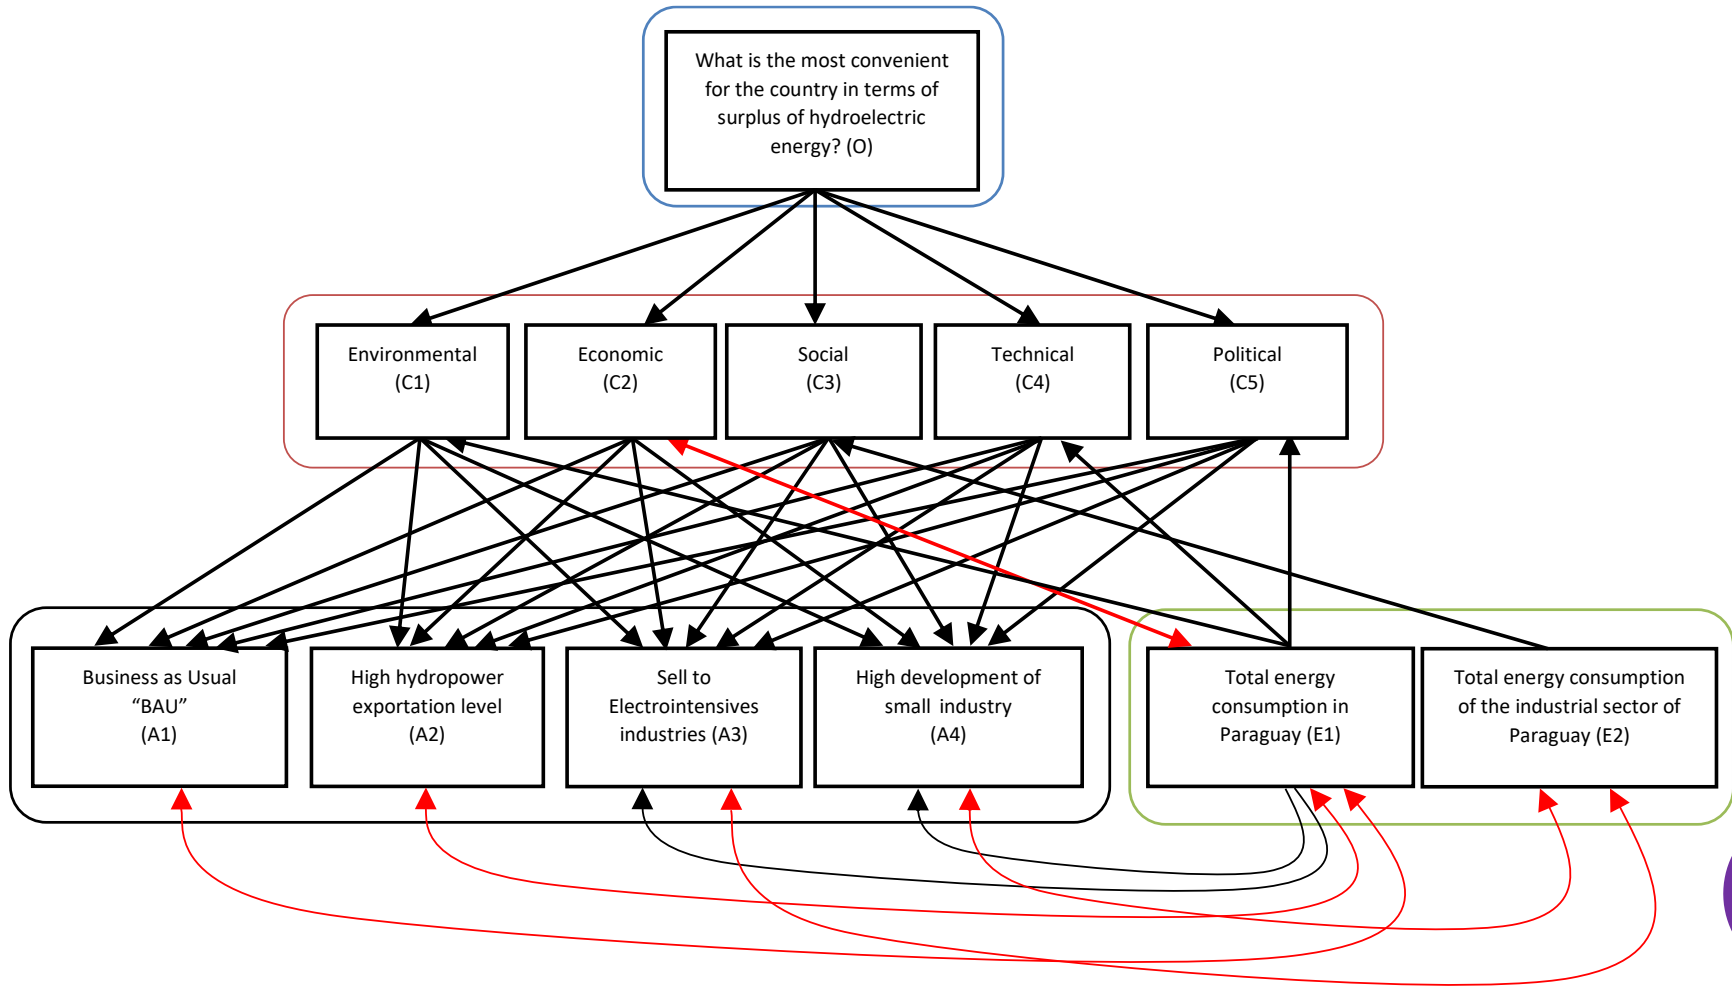 What is the most convenient
for the country in terms of
surplus of hydroelectric
energy? (O)
Environmental
(C1)
Economic
(C2)
Social
(C3)
Technical
(C4)
Political
(C5)
Business as Usual
“BAU”
(A1)
High hydropower
exportation level
(A2)
Sell to
Electrointensives
industries (A3)
High development of
small industry
(A4)
Total energy
consumption in
Paraguay (E1)
Total energy consumption
of the industrial sector of
Paraguay (E2)